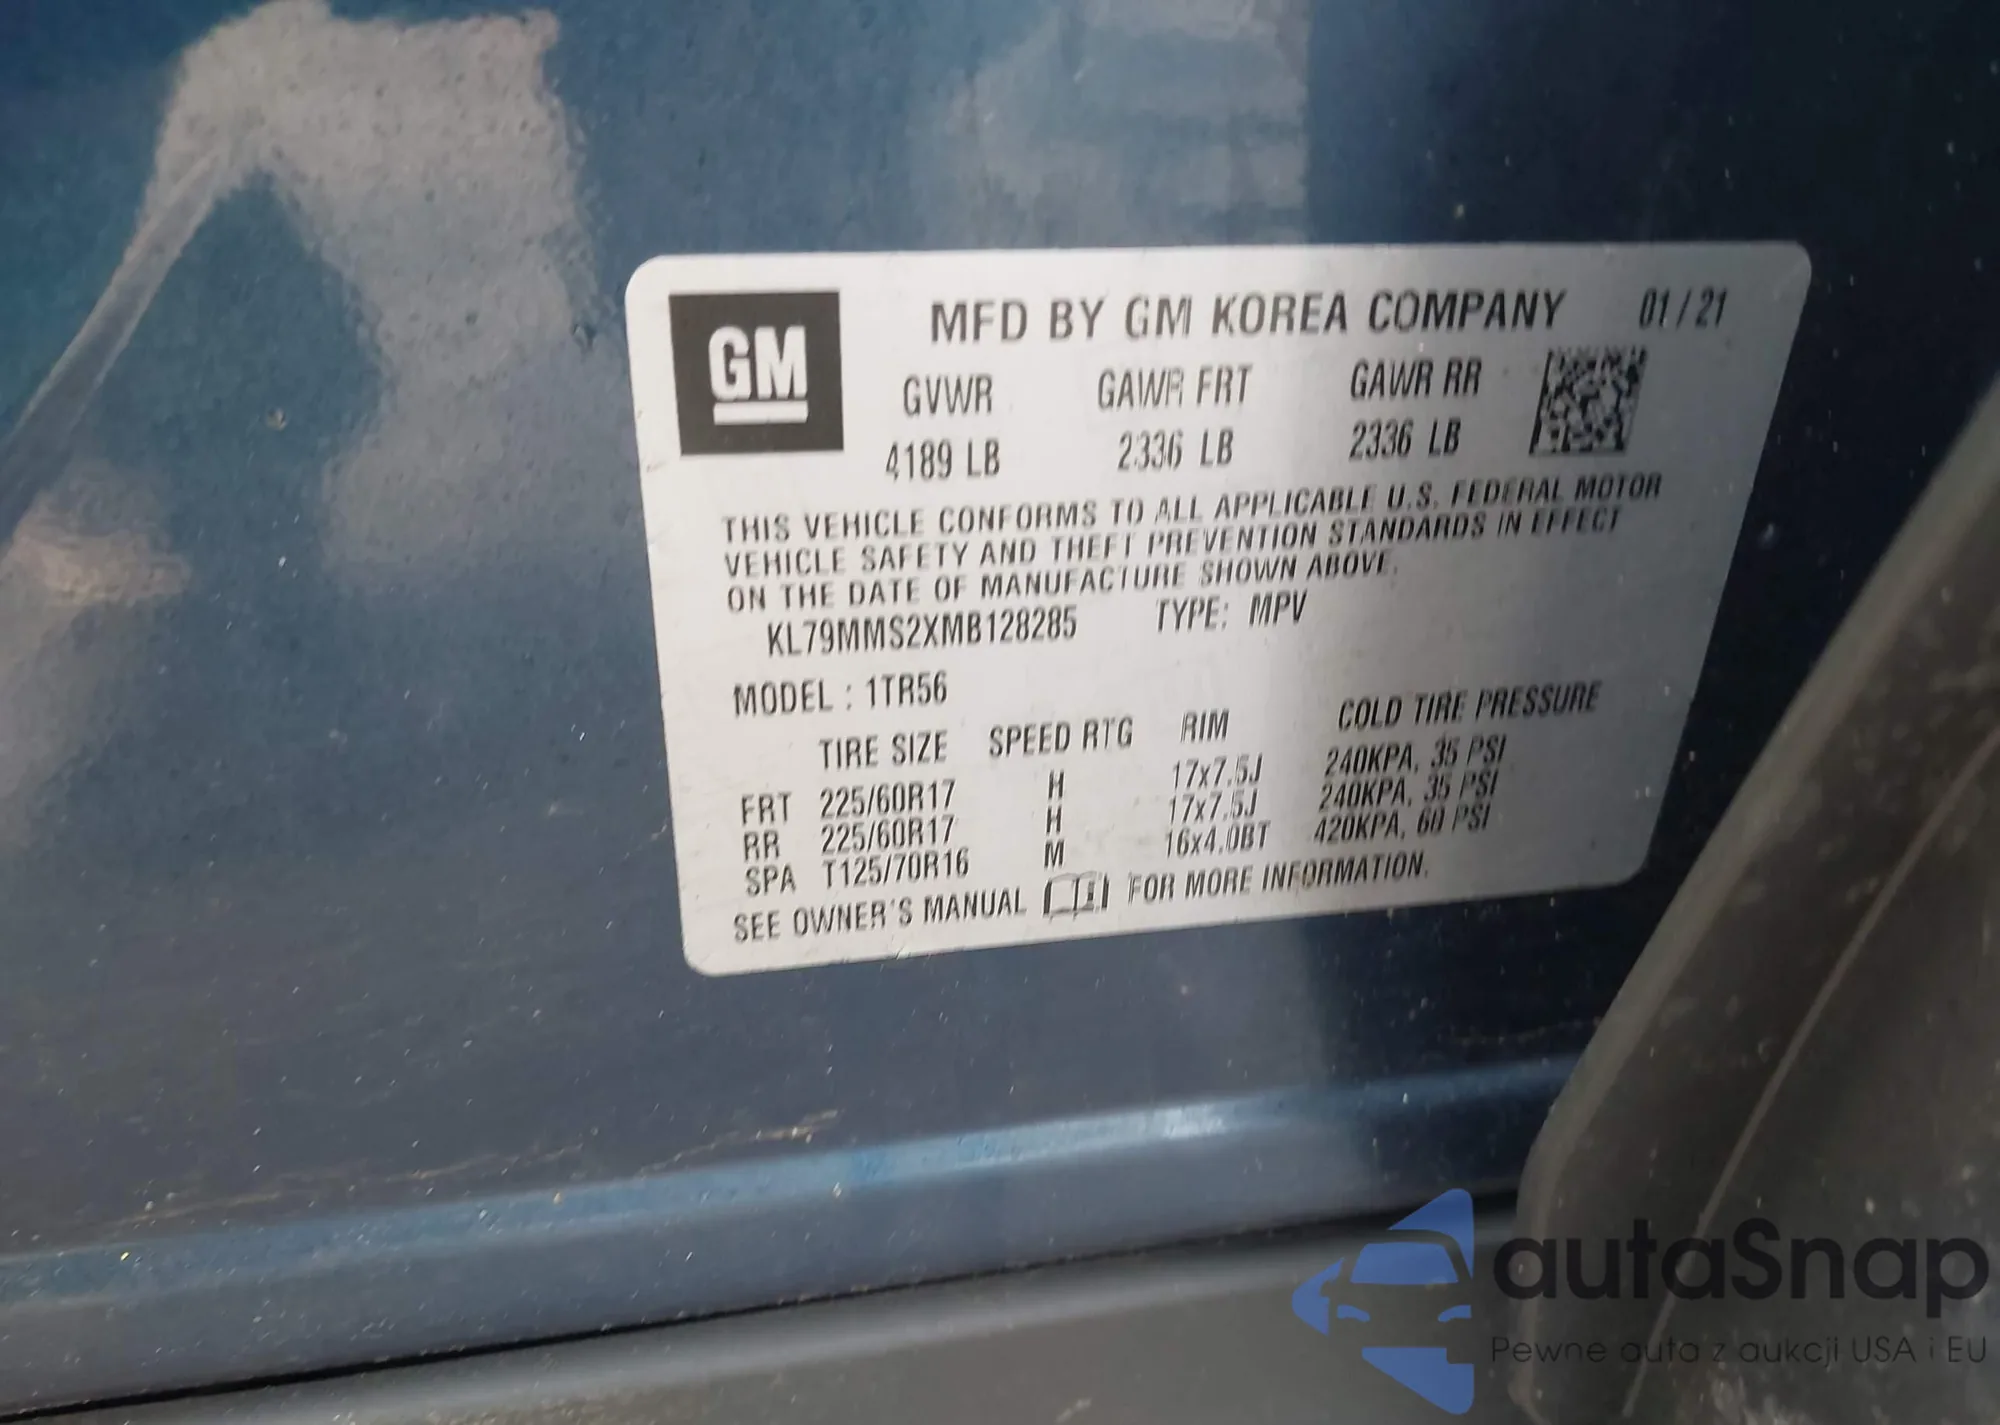 GM
MFD BY GM KOREA COMPANY 01/21
GVWR GAWR FRT GAWR RR
4189 LB 2336 LB 2336 LB
THIS VEHICLE CONFORMS TO ALL APPLICABLE U.S. FEDERAL MOTOR
VEHICLE SAFETY AND THEFT PREVENTION STANDARDS IN EFFECT
ON THE DATE OF MANUFACTURE SHOWN ABOVE.
KL79MMS2XMB128285 TYPE: MPV
MODEL : 1TR56
TIRE SIZE SPEED RTG RIM COLD TIRE PRESSURE
FRT 225/60R17 H 17x7.5J 240KPA, 35 PSI
RR 225/60R17 H 17x7.5J 240KPA, 35 PSI
SPA T125/70R16 M 16x4.0BT 420KPA, 60 PSI
SEE OWNER'S MANUAL FOR MORE INFORMATION.
autaSnap
Pewne auta z aukcji USA i EU